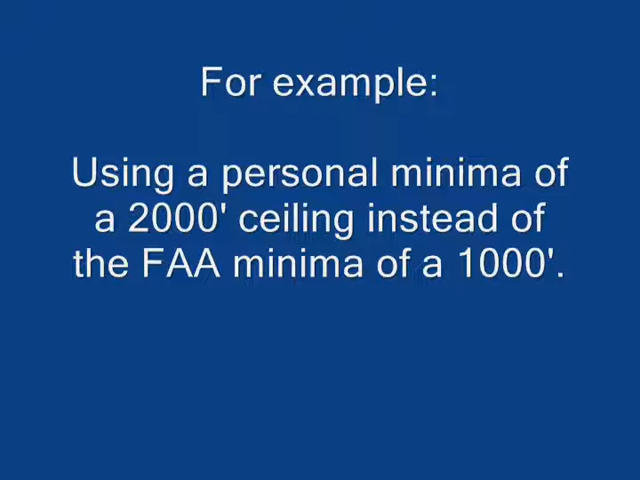 For example:
Using a personal minima of
a 2000' ceiling instead of
the FAA minima of a 1000'.